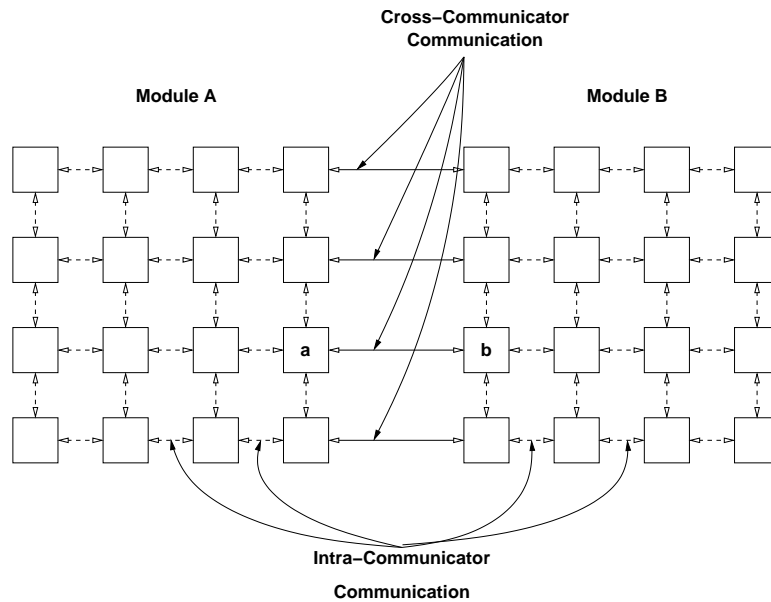 Cross−Communicator
Communication
Module A
Module B
a
b
Intra−Communicator
Communication